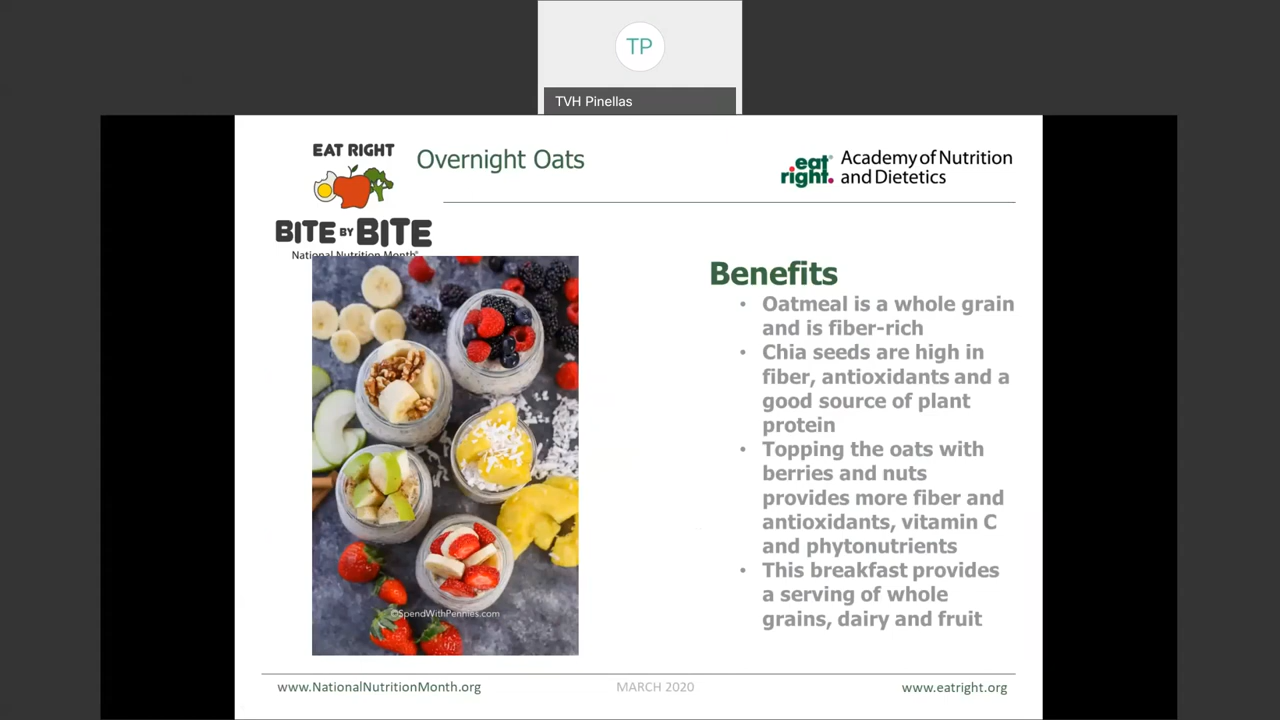 TP
TVH Pinellas
EAT RIGHT
BITE BY BITE
National Nutrition Month®
Overnight Oats
eat right.
Academy of Nutrition
and Dietetics
Benefits
• Oatmeal is a whole grain
and is fiber-rich
• Chia seeds are high in
fiber, antioxidants and a
good source of plant
protein
• Topping the oats with
berries and nuts
provides more fiber and
antioxidants, vitamin C
and phytonutrients
• This breakfast provides
a serving of whole
grains, dairy and fruit
©SpendWithPennies.com
www.NationalNutritionMonth.org
MARCH 2020
www.eatright.org